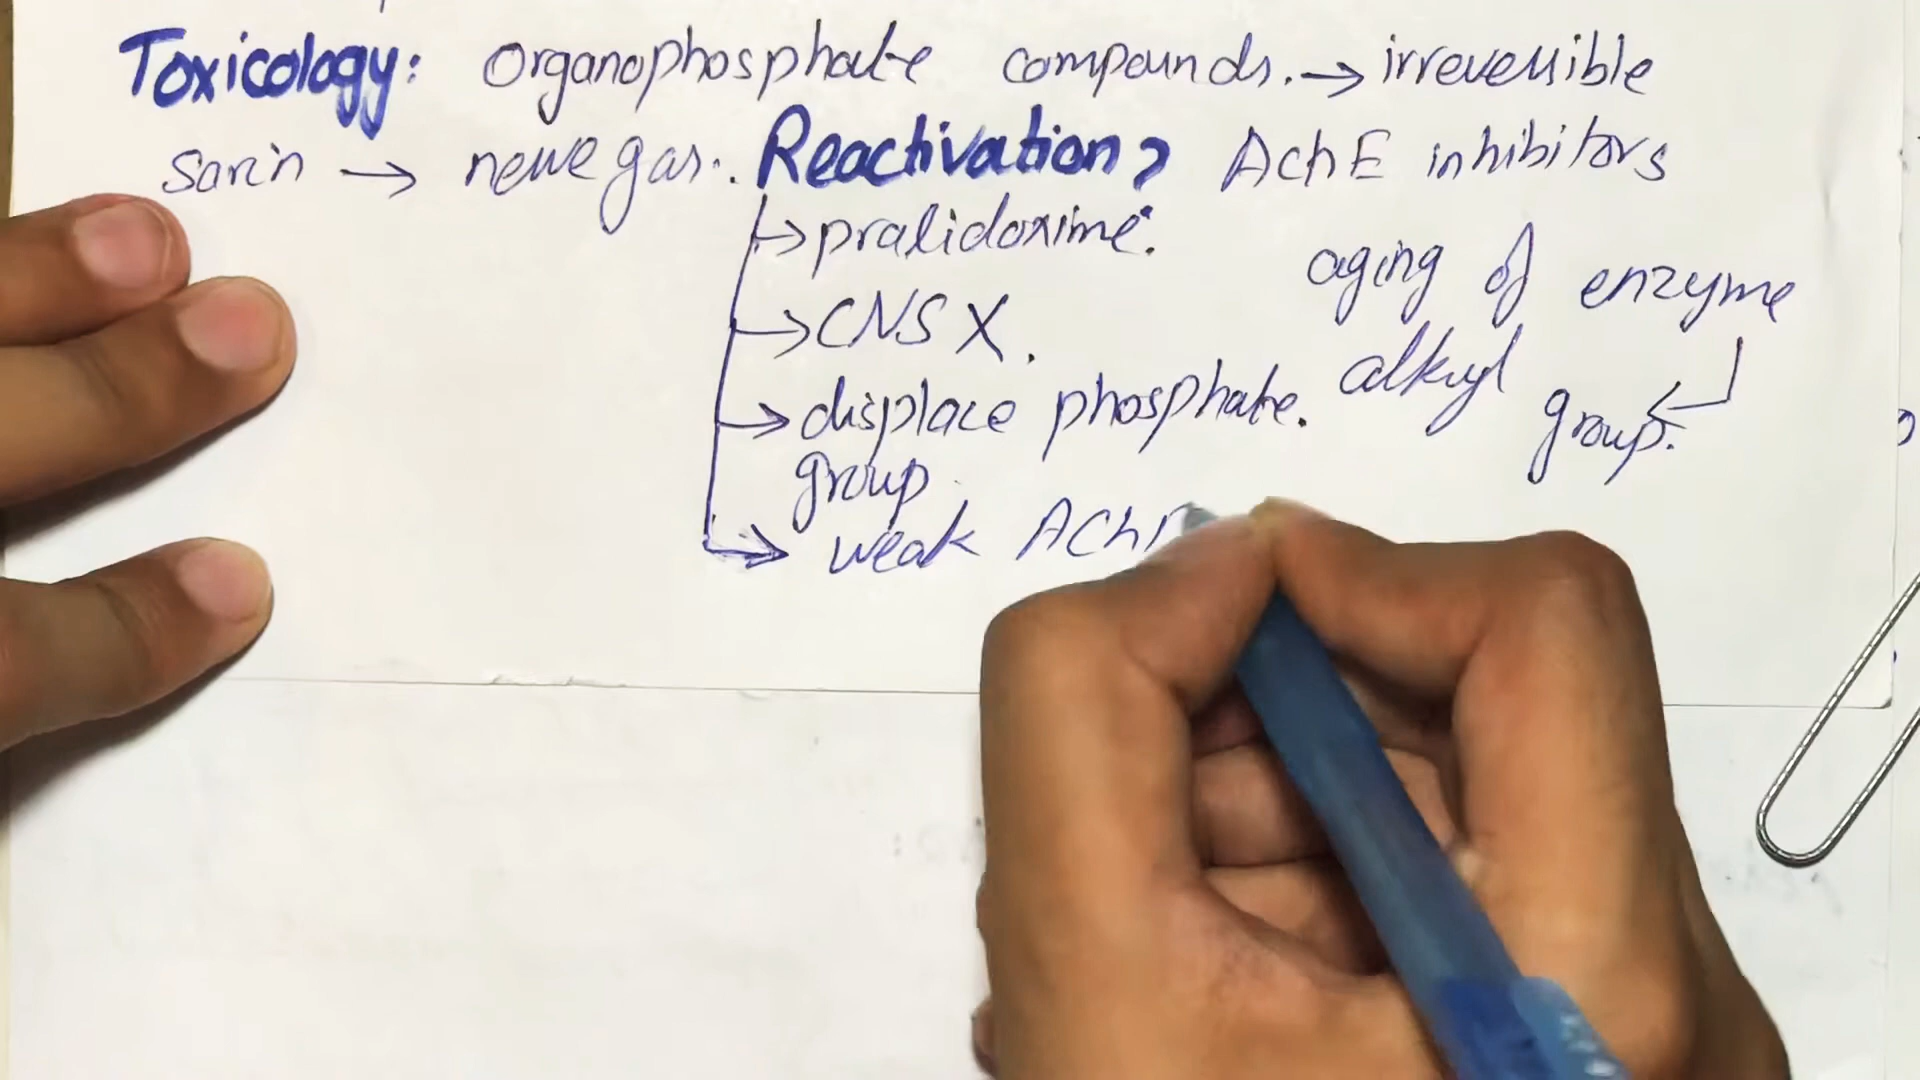 Toxicology: Organophosphate compounds. → irreversible
Sarin → nerve gas. Reactivation→ AchE inhibitors
→ pralidoxime.
aging of enzyme
→ CNS X.
alkyl group.
→ displace phosphate.
group
→ weak ACh